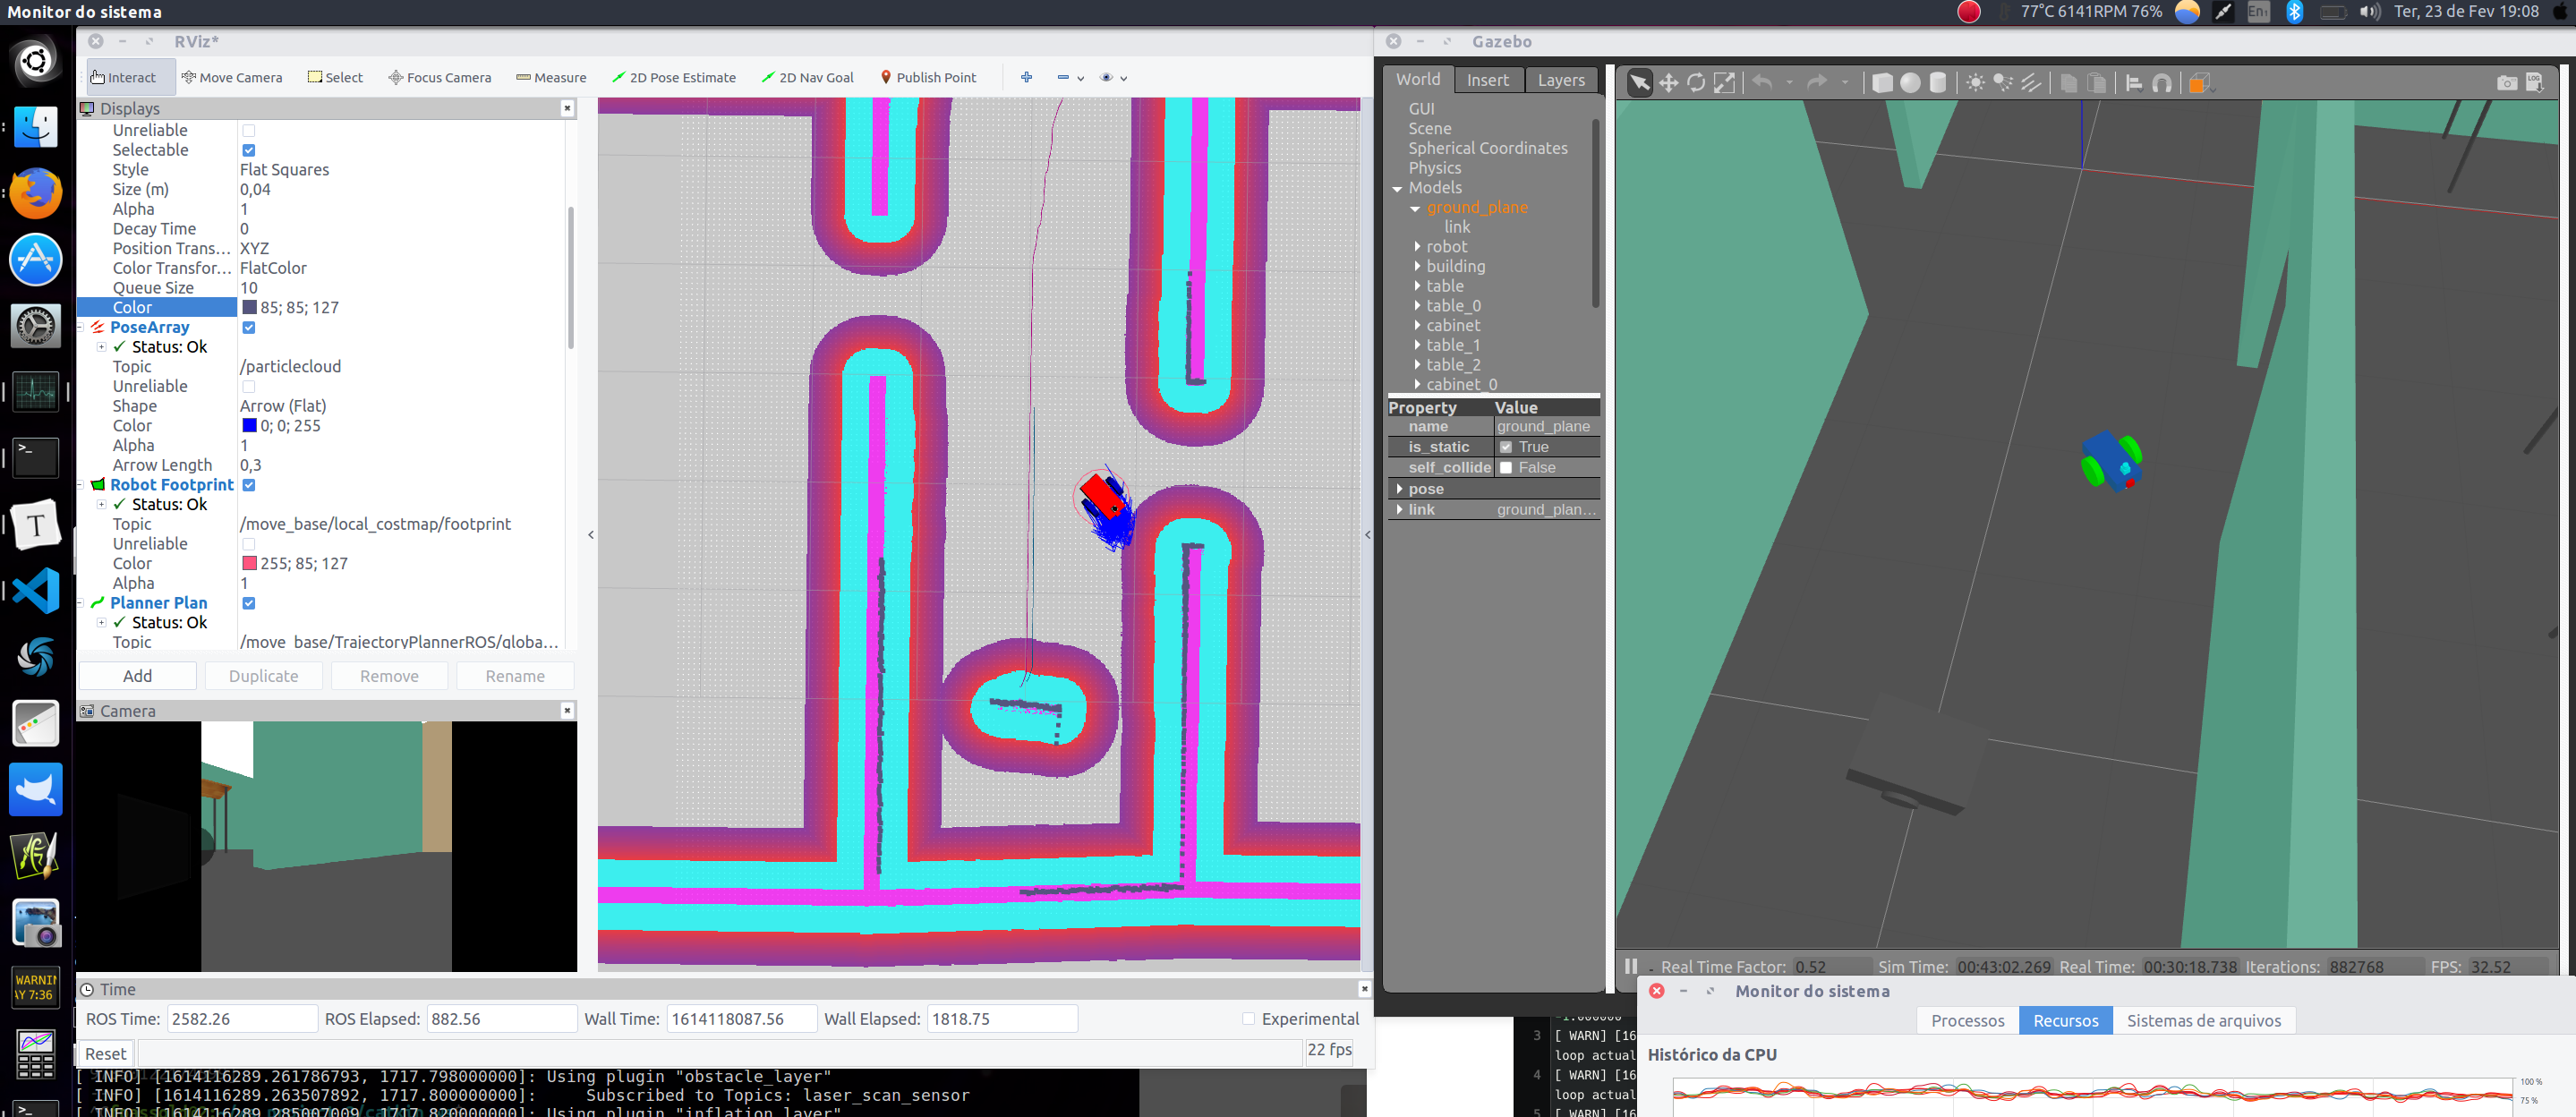 Monitor do sistema
77°C 6141RPM 76% En Ter, 23 de Fev 19:08
RViz*
Interact Move Camera Select Focus Camera Measure 2D Pose Estimate 2D Nav Goal Publish Point
Displays
Unreliable
Selectable
Style Flat Squares
Size (m) 0,04
Alpha 1
Decay Time 0
Position Trans... XYZ
Color Transfor... FlatColor
Queue Size 10
Color 85; 85; 127
PoseArray
Status: Ok
Topic /particlecloud
Unreliable
Shape Arrow (Flat)
Color 0; 0; 255
Alpha 1
Arrow Length 0,3
Robot Footprint
Status: Ok
Topic /move_base/local_costmap/footprint
Unreliable
Color 255; 85; 127
Alpha 1
Planner Plan
Status: Ok
Topic /move_base/TrajectoryPlannerROS/globa...
Add Duplicate Remove Rename
Camera
Time
ROS Time: 2582.26 ROS Elapsed: 882.56 Wall Time: 1614118087.56 Wall Elapsed: 1818.75 Experimental
Reset 22 fps
[ INFO] [1614116289.261786793, 1717.798000000]: Using plugin "obstacle_layer"
[ INFO] [1614116289.263507892, 1717.800000000]: Subscribed to Topics: laser_scan_sensor
[ INFO] [1614116289.285907009, 1717.822000000]: Using plugin "inflation_layer"
WARNIN
AY 7:36
T
Gazebo
World Insert Layers
GUI
Scene
Spherical Coordinates
Physics
Models
ground_plane
link
robot
building
table
table_0
cabinet
table_1
table_2
cabinet_0
Property Value
name ground_plane
is_static True
self_collide False
pose
link ground_plan...
LOG
Real Time Factor: 0.52 Sim Time: 00:43:02.269 Real Time: 00:30:18.738 Iterations: 882768 FPS: 32.52
-1.000000
3 [ WARN] [16
loop actual
4 [ WARN] [16
loop actual
5 [ WARN] [16
Monitor do sistema
Processos Recursos Sistemas de arquivos
Histórico da CPU
100 %
75 %